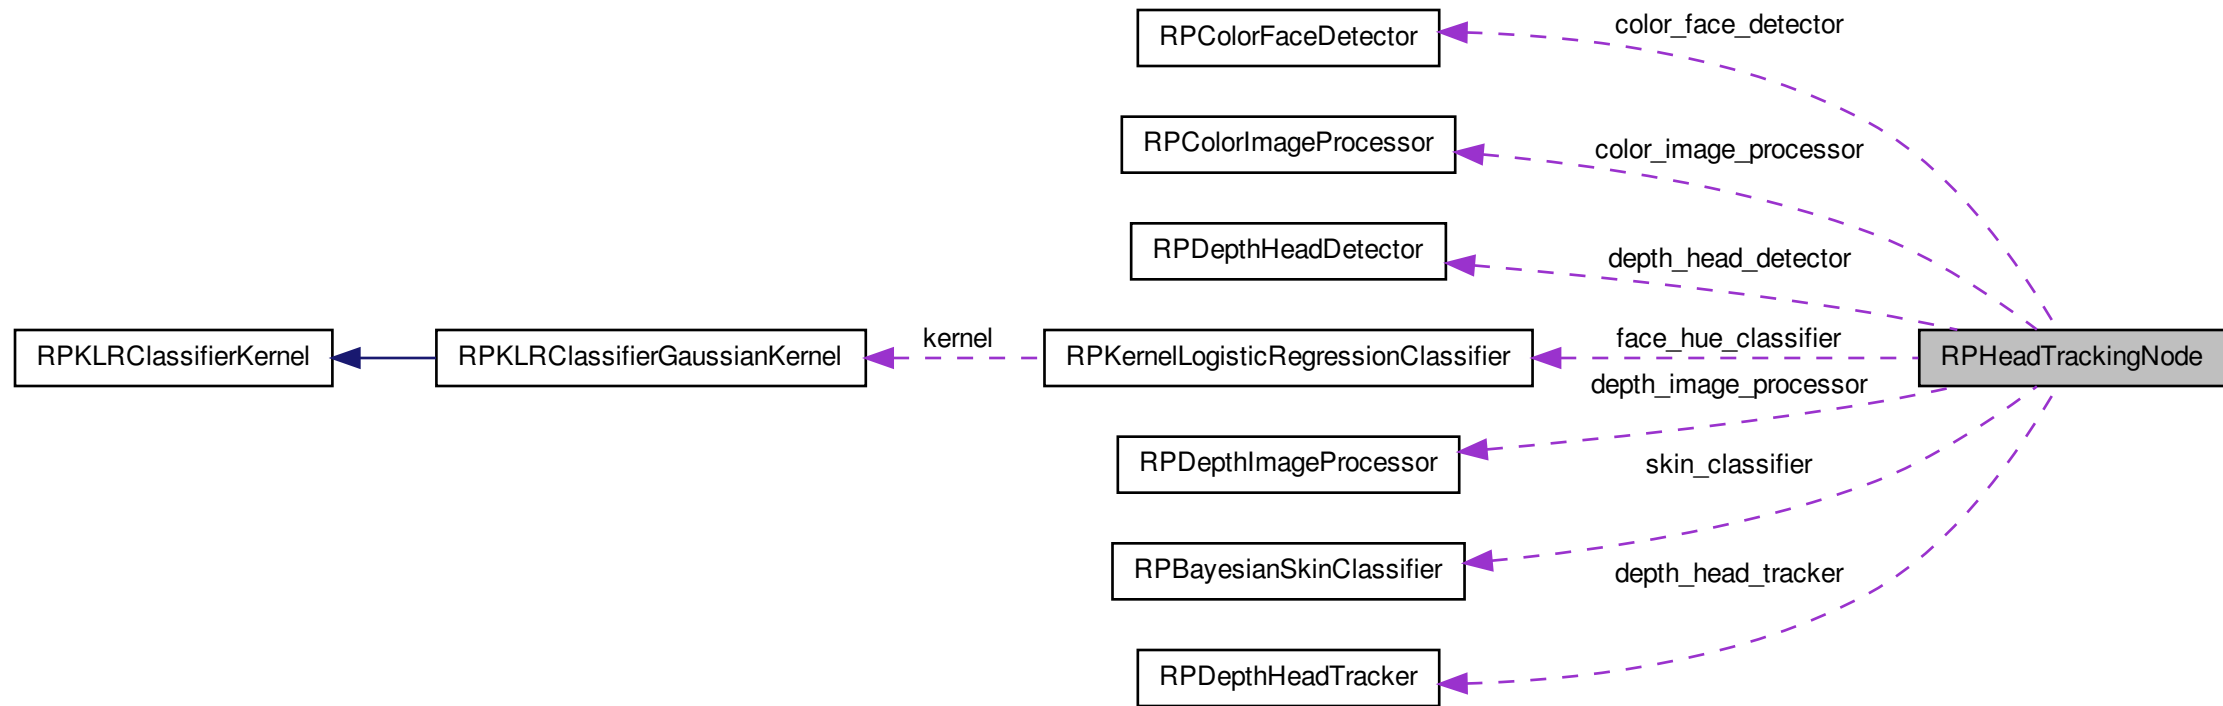 RPColorFaceDetector
color_face_detector
RPColorImageProcessor
color_image_processor
RPDepthHeadDetector
depth_head_detector
RPKLRClassifierKernel
RPKLRClassifierGaussianKernel
kernel
RPKernelLogisticRegressionClassifier
face_hue_classifier
RPHeadTrackingNode
depth_image_processor
RPDepthImageProcessor
skin_classifier
RPBayesianSkinClassifier
depth_head_tracker
RPDepthHeadTracker